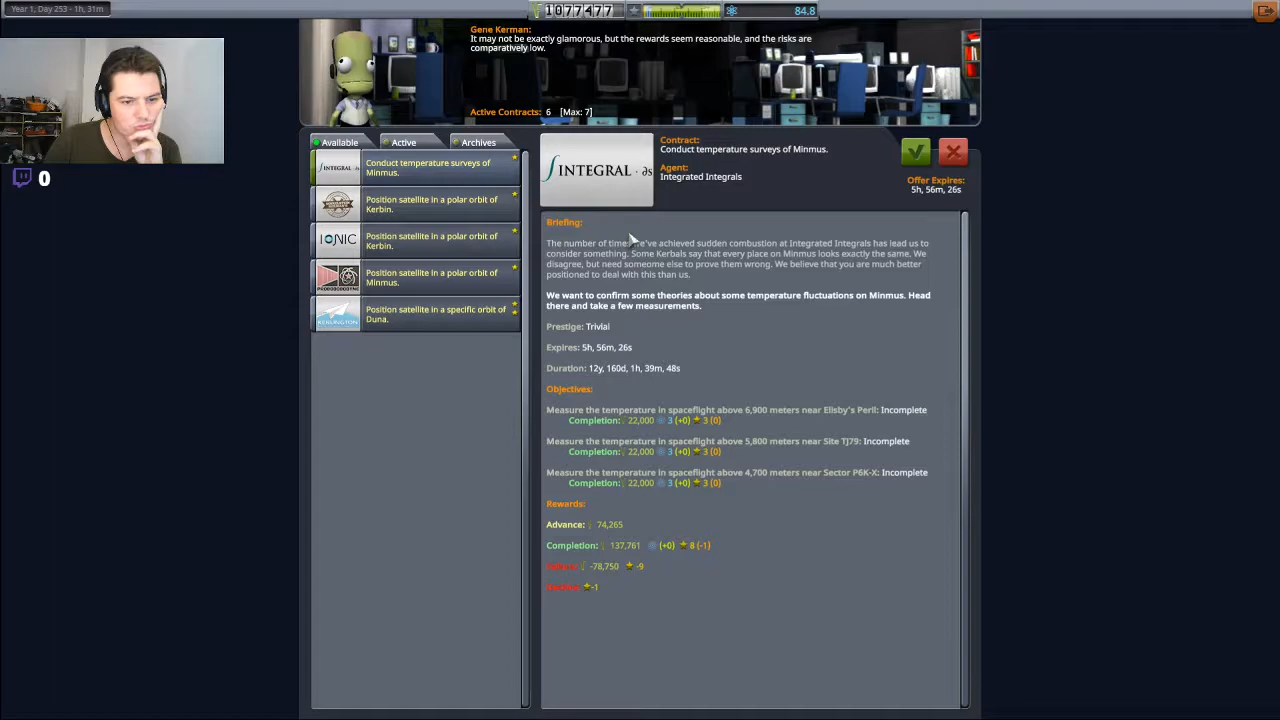 Year 1, Day 253 - 1h, 31m
1077477
84.8
Gene Kerman:
It may not be exactly glamorous, but the rewards seem reasonable, and the risks are
comparatively low.
Active Contracts: 6 [Max: 7]
Available
Active
Archives
0
∫INTEGRAL · ∂s
Conduct temperature surveys of
Minmus.
Position satellite in a polar orbit of
Kerbin.
IONIC
Position satellite in a polar orbit of
Kerbin.
Position satellite in a polar orbit of
Minmus.
Position satellite in a specific orbit of
Duna.
∫INTEGRAL · ∂s
Contract:
Conduct temperature surveys of Minmus.
Agent:
Integrated Integrals
Offer Expires:
5h, 56m, 26s
Briefing:
The number of time we've achieved sudden combustion at Integrated Integrals has lead us to
consider something. Some Kerbals say that every place on Minmus looks exactly the same. We
disagree, but need someone else to prove them wrong. We believe that you are much better
positioned to deal with this than us.
We want to confirm some theories about some temperature fluctuations on Minmus. Head
there and take a few measurements.
Prestige: Trivial
Expires: 5h, 56m, 26s
Duration: 12y, 160d, 1h, 39m, 48s
Objectives:
Measure the temperature in spaceflight above 6,900 meters near Ellsby's Peril: Incomplete
Completion: 22,000 3 (+0) 3 (0)
Measure the temperature in spaceflight above 5,800 meters near Site TJ79: Incomplete
Completion: 22,000 3 (+0) 3 (0)
Measure the temperature in spaceflight above 4,700 meters near Sector P6K-X: Incomplete
Completion: 22,000 3 (+0) 3 (0)
Rewards:
Advance: 74,265
Completion: 137,761 (+0) 8 (-1)
Failure: -78,750 -9
-1